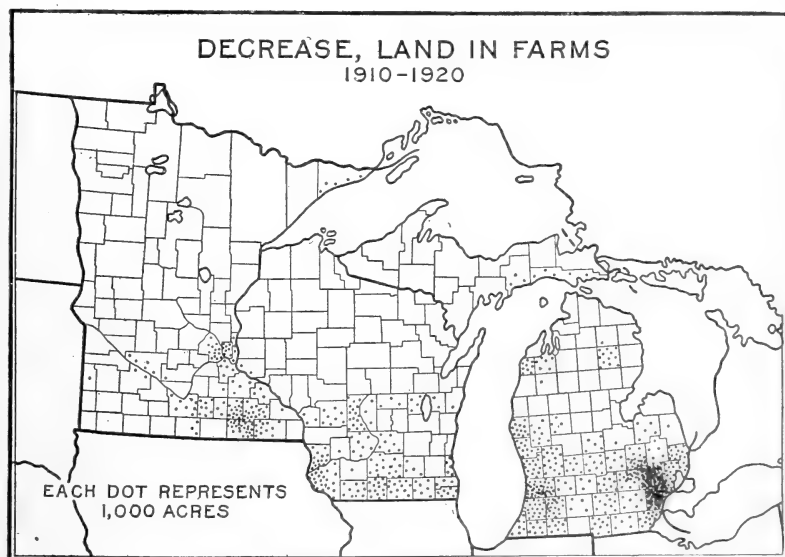 DECREASE, LAND IN FARMS
1910-1920
EACH DOT REPRESENTS
1,000 ACRES